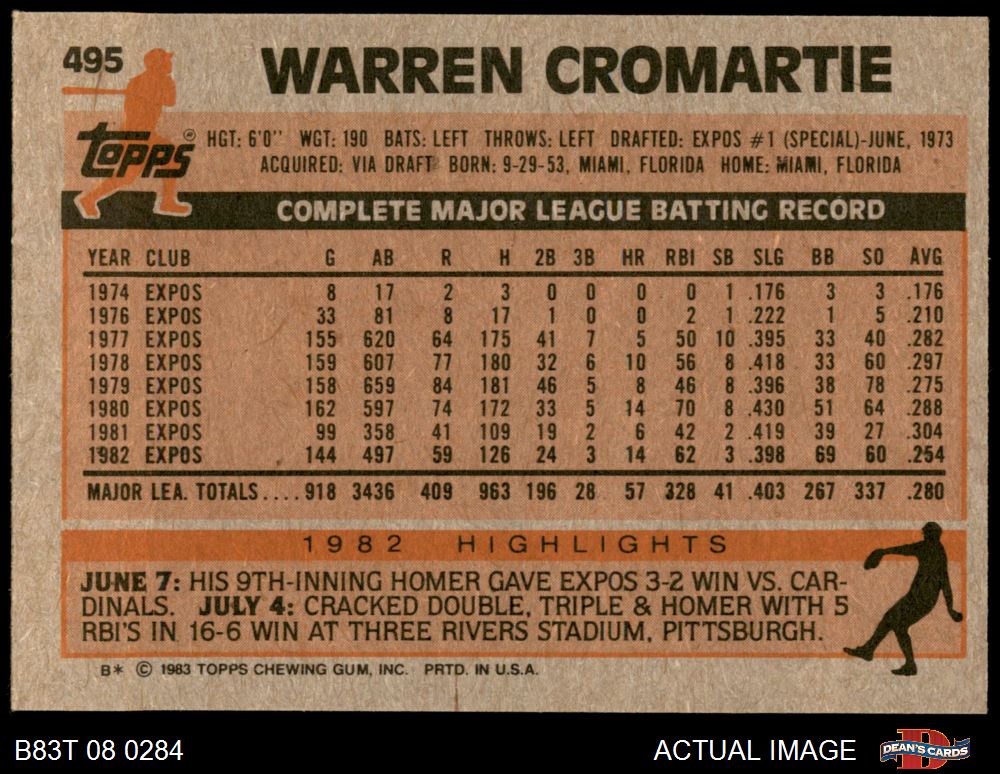 495
WARREN CROMARTIE
Topps®
HGT: 6'0'' WGT: 190 BATS: LEFT THROWS: LEFT DRAFTED: EXPOS #1 (SPECIAL)-JUNE, 1973
ACQUIRED: VIA DRAFT BORN: 9-29-53, MIAMI, FLORIDA HOME: MIAMI, FLORIDA
COMPLETE MAJOR LEAGUE BATTING RECORD
YEAR CLUB G AB R H 2B 3B HR RBI SB SLG BB SO AVG
1974 EXPOS 8 17 2 3 0 0 0 0 1 .176 3 3 .176
1976 EXPOS 33 81 8 17 1 0 0 2 1 .222 1 5 .210
1977 EXPOS 155 620 64 175 41 7 5 50 10 .395 33 40 .282
1978 EXPOS 159 607 77 180 32 6 10 56 8 .418 33 60 .297
1979 EXPOS 158 659 84 181 46 5 8 46 8 .396 38 78 .275
1980 EXPOS 162 597 74 172 33 5 14 70 8 .430 51 64 .288
1981 EXPOS 99 358 41 109 19 2 6 42 2 .419 39 27 .304
1982 EXPOS 144 497 59 126 24 3 14 62 3 .398 69 60 .254
MAJOR LEA. TOTALS.... 918 3436 409 963 196 28 57 328 41 .403 267 337 .280
1982 HIGHLIGHTS
JUNE 7: HIS 9TH-INNING HOMER GAVE EXPOS 3-2 WIN VS. CAR-
DINALS. JULY 4: CRACKED DOUBLE, TRIPLE & HOMER WITH 5
RBI'S IN 16-6 WIN AT THREE RIVERS STADIUM, PITTSBURGH.
B* © 1983 TOPPS CHEWING GUM, INC. PRTD. IN U.S.A.
B83T 08 0284
ACTUAL IMAGE
DEAN'S CARDS